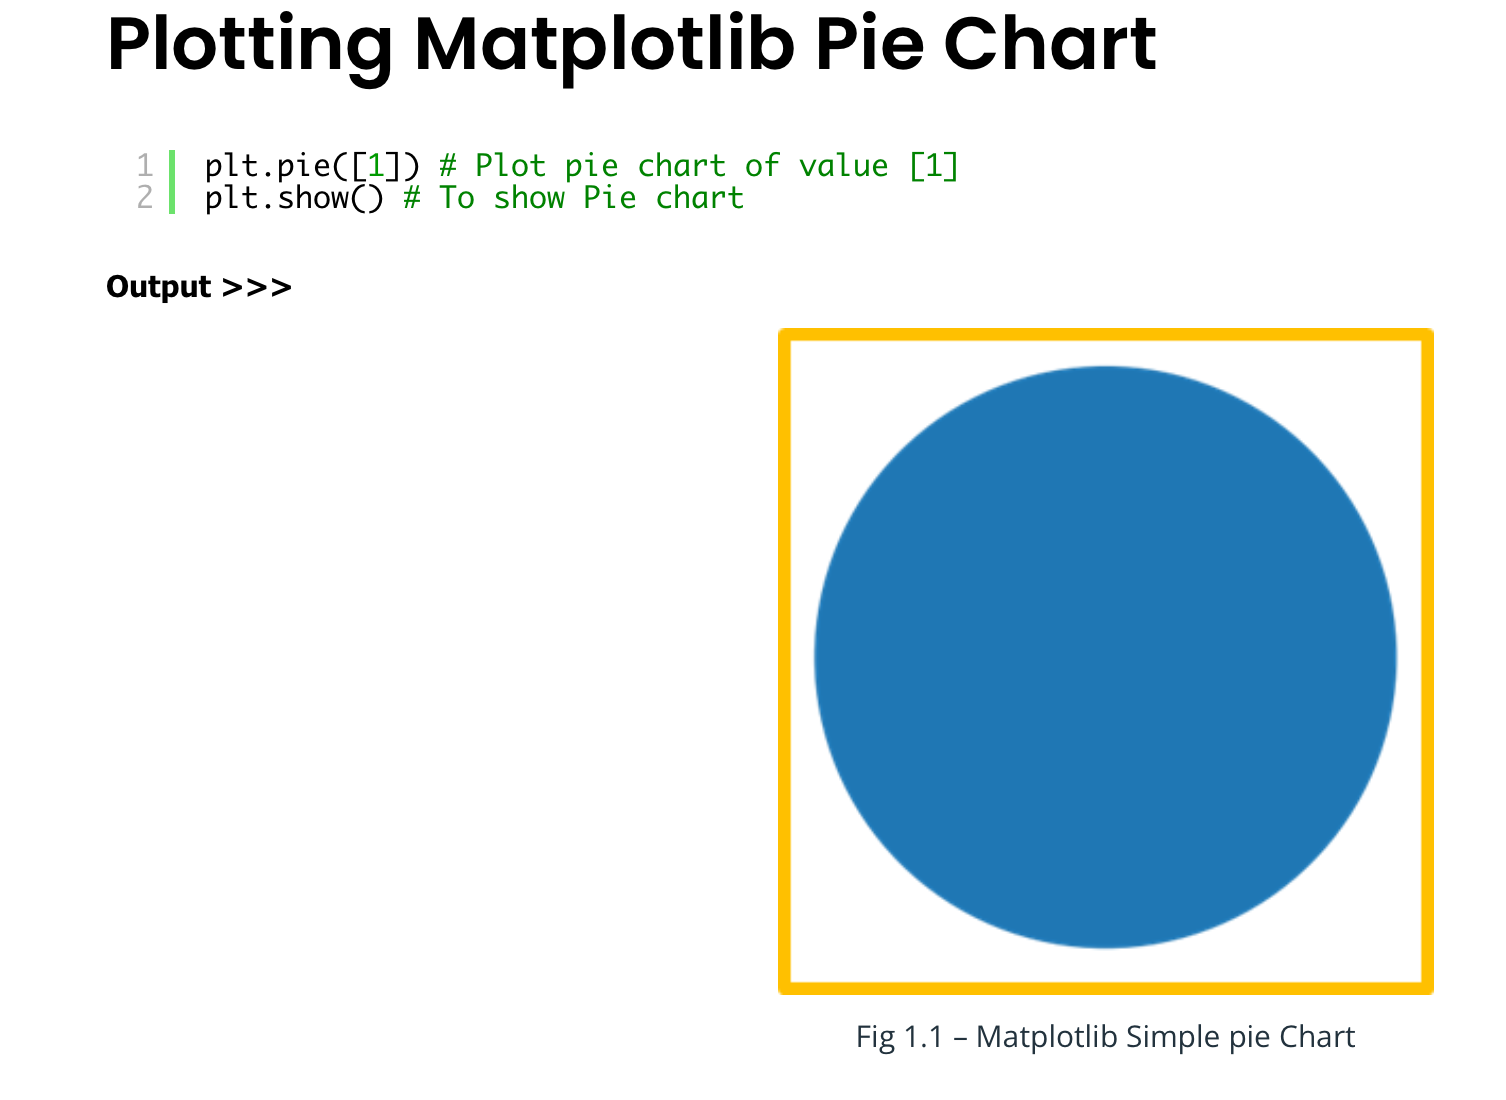 Plotting Matplotlib Pie Chart
1 plt.pie([1]) # Plot pie chart of value [1]
2 plt.show() # To show Pie chart
Output >>>
Fig 1.1 – Matplotlib Simple pie Chart